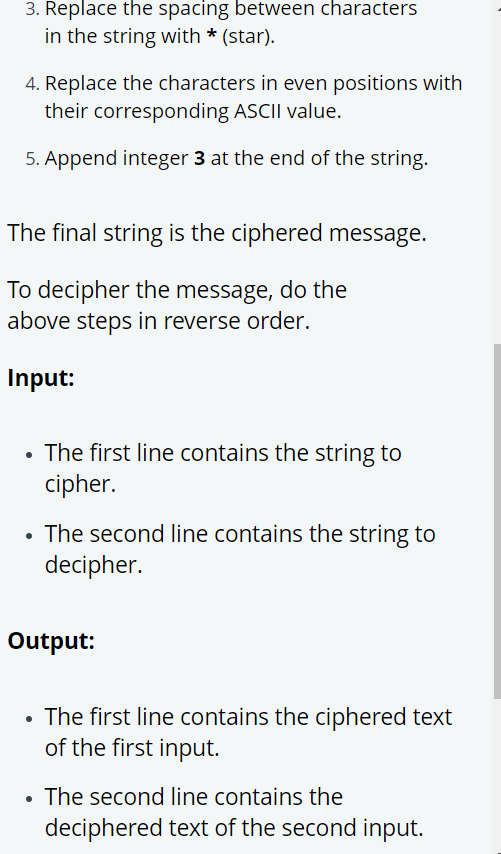 3. Replace the spacing between characters
in the string with * (star).
4. Replace the characters in even positions with
their corresponding ASCII value.
5. Append integer 3 at the end of the string.
The final string is the ciphered message.
To decipher the message, do the
above steps in reverse order.
Input:
• The first line contains the string to
cipher.
• The second line contains the string to
decipher.
Output:
• The first line contains the ciphered text
of the first input.
• The second line contains the
deciphered text of the second input.